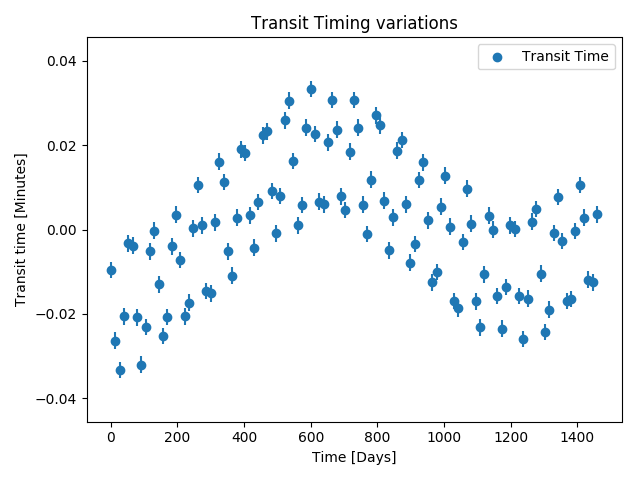 Transit Timing variations
Transit Time
Transit time [Minutes]
0.04
0.02
0.00
−0.02
−0.04
0 200 400 600 800 1000 1200 1400
Time [Days]